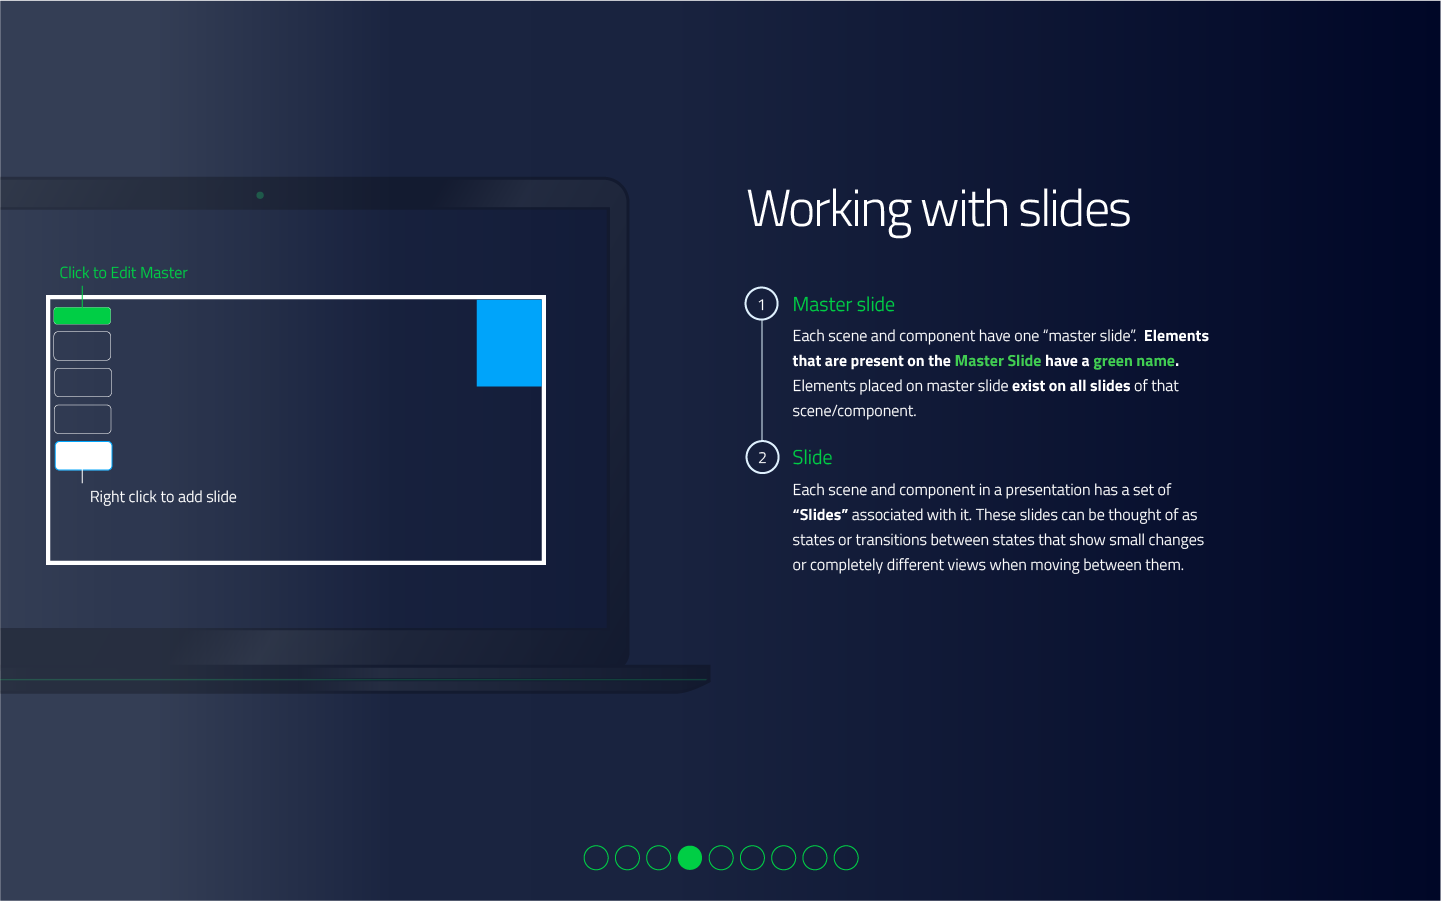 Working with slides
Click to Edit Master
Right click to add slide
1
Master slide
Each scene and component have one “master slide”. Elements
that are present on the Master Slide have a green name.
Elements placed on master slide exist on all slides of that
scene/component.
2
Slide
Each scene and component in a presentation has a set of
“Slides” associated with it. These slides can be thought of as
states or transitions between states that show small changes
or completely different views when moving between them.